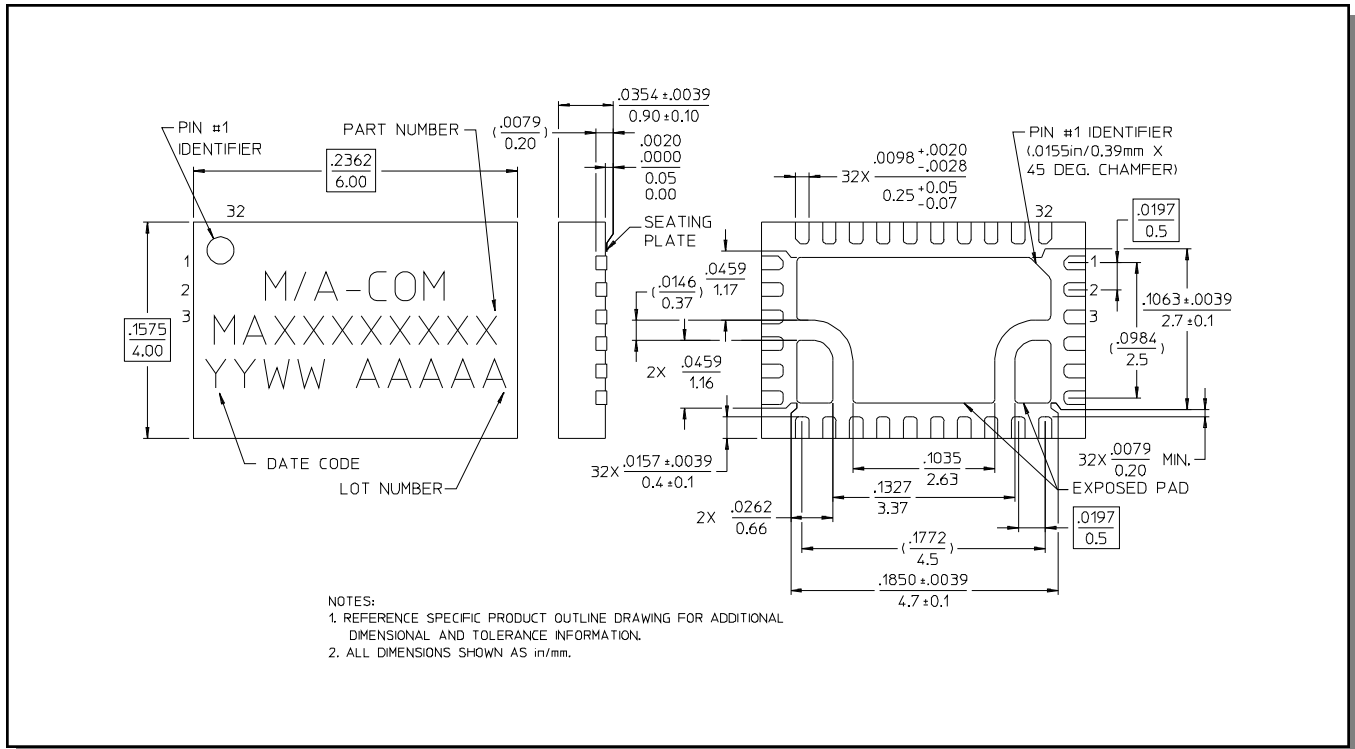 PIN #1
IDENTIFIER
PART NUMBER
.2362
6.00
32
1
2
3
.1575
4.00
M/A-COM
MAXXXXXXXXX
YYWW AAAAA
DATE CODE
LOT NUMBER
.0354 ±.0039
0.90 ±0.10
(.0079
0.20)
.0020
.0000
0.05
0.00
SEATING
PLATE
32X .0098 +.0020
-.0028
0.25 +0.05
-0.07
PIN #1 IDENTIFIER
(.0155in/0.39mm X
45 DEG. CHAMFER)
32
.0197
0.5
1
2
3
.0459
1.17
(.0146
0.37)
2X .0459
1.16
.1063 ±.0039
2.7 ±0.1
(.0984
2.5)
32X .0157 ±.0039
0.4 ±0.1
.1035
2.63
32X .0079 MIN.
0.20
EXPOSED PAD
.1327
3.37
2X .0262
0.66
.0197
0.5
(.1772
4.5)
.1850 ±.0039
4.7 ±0.1
NOTES:
1. REFERENCE SPECIFIC PRODUCT OUTLINE DRAWING FOR ADDITIONAL
DIMENSIONAL AND TOLERANCE INFORMATION.
2. ALL DIMENSIONS SHOWN AS in/mm.